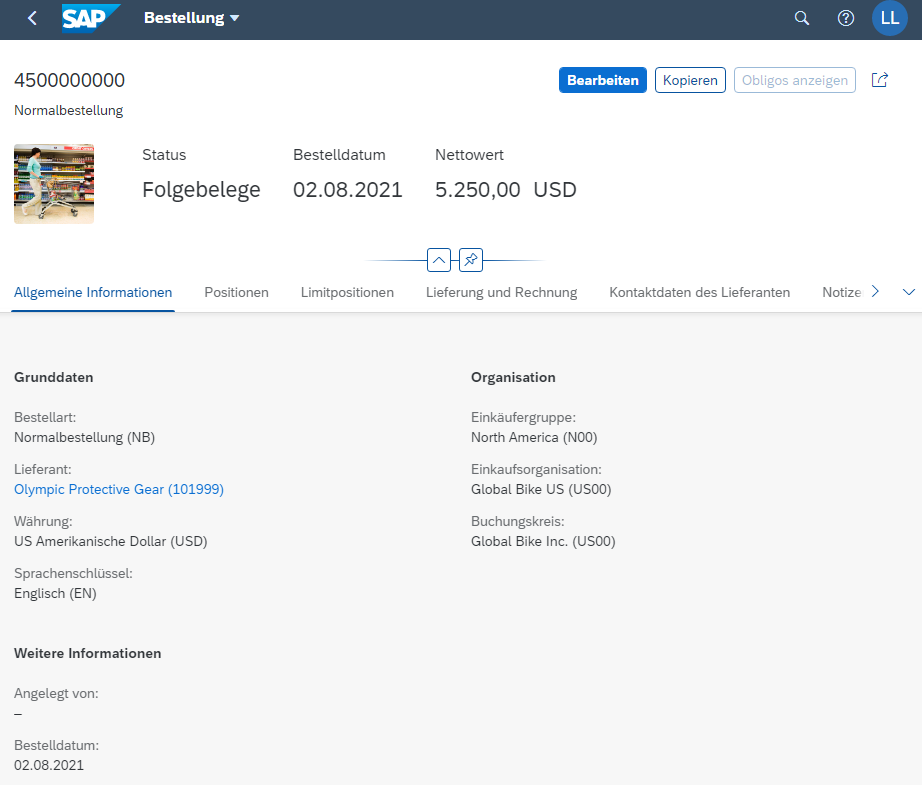 SAP Bestellung LL
4500000000
Bearbeiten Kopieren Obligos anzeigen
Normalbestellung
Status Bestelldatum Nettowert
Folgebelege 02.08.2021 5.250,00 USD
Allgemeine Informationen Positionen Limitpositionen Lieferung und Rechnung Kontaktdaten des Lieferanten Notize
Grunddaten
Bestellart:
Normalbestellung (NB)
Lieferant:
Olympic Protective Gear (101999)
Währung:
US Amerikanische Dollar (USD)
Sprachenschlüssel:
Englisch (EN)
Organisation
Einkäufergruppe:
North America (N00)
Einkaufsorganisation:
Global Bike US (US00)
Buchungskreis:
Global Bike Inc. (US00)
Weitere Informationen
Angelegt von:
–
Bestelldatum:
02.08.2021